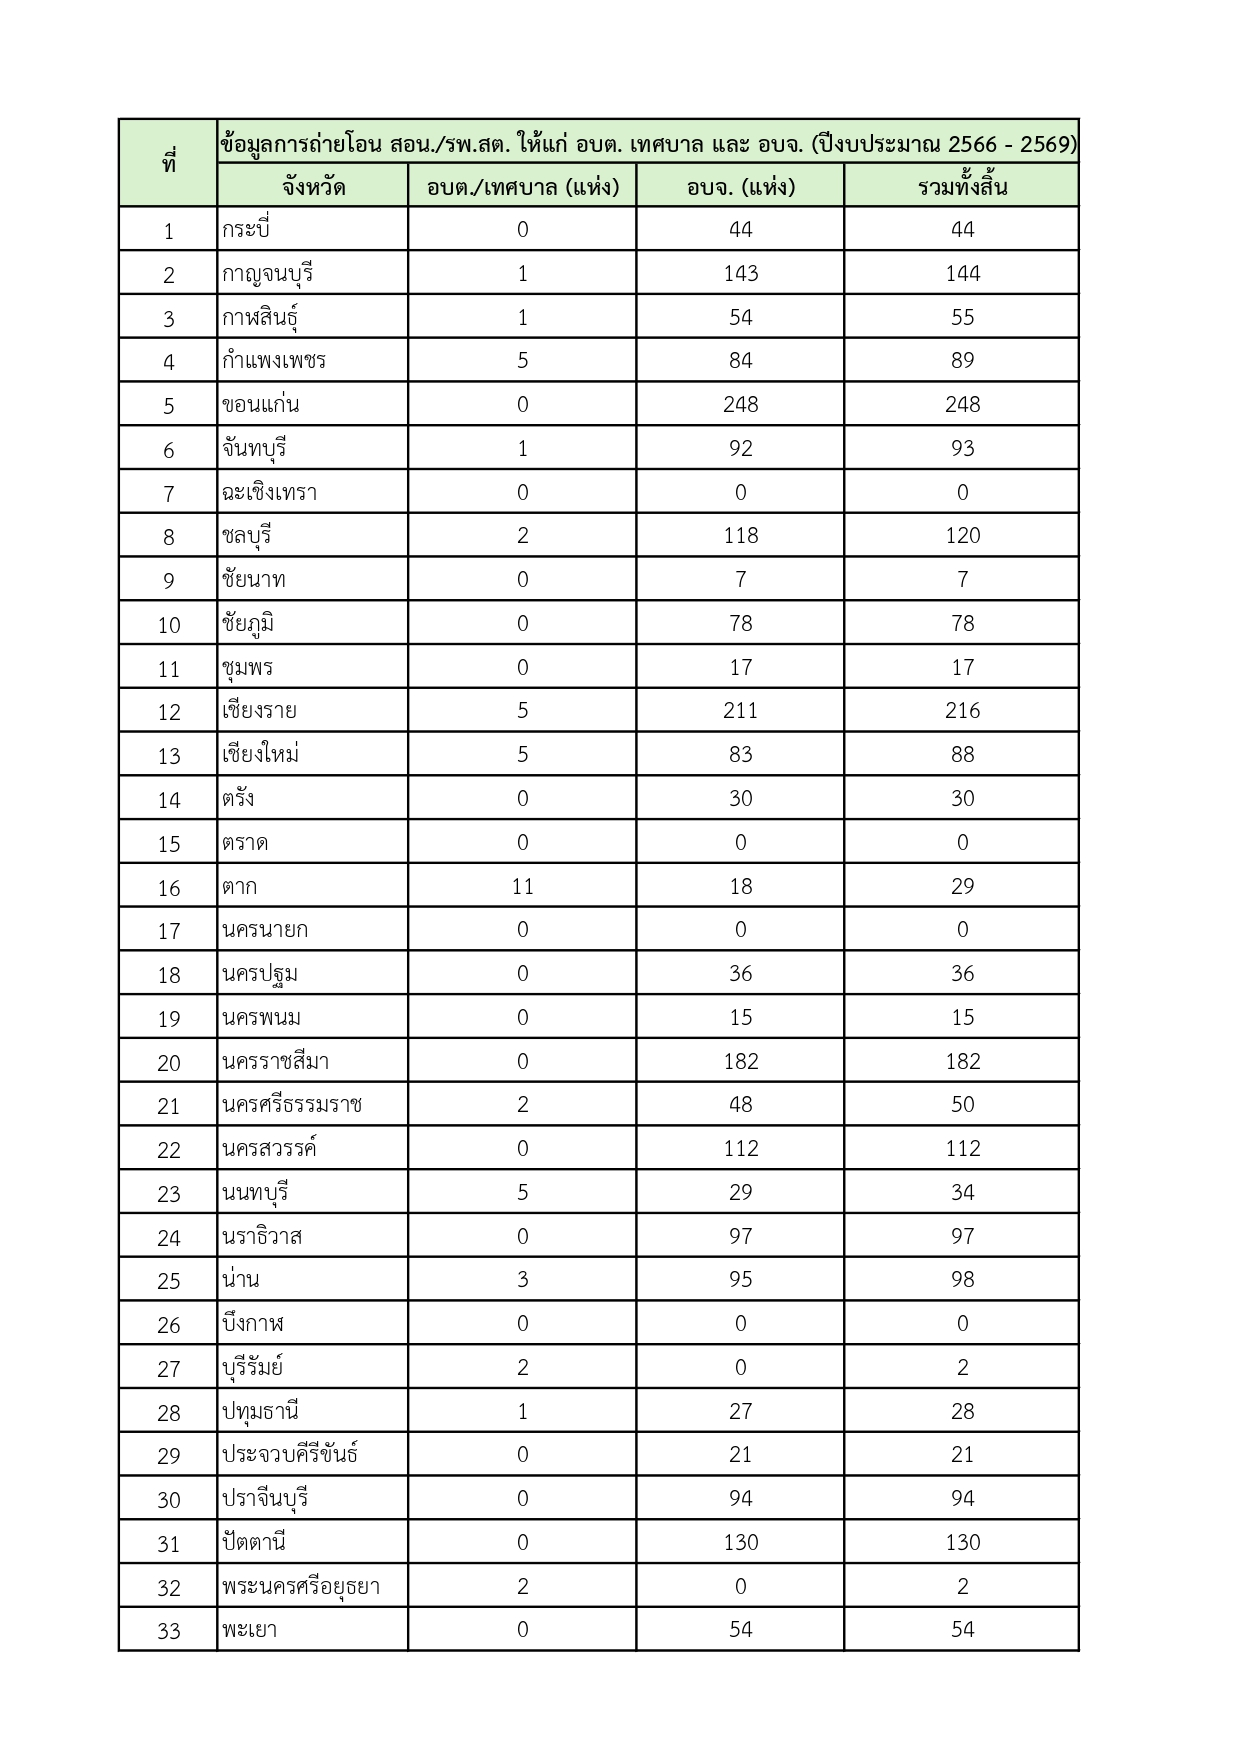 ที่ ข้อมูลการถ่ายโอน สอน./รพ.สต. ให้แก่ อบต. เทศบาล และ อบจ. (ปีงบประมาณ 2566 - 2569)
จังหวัด อบต./เทศบาล (แห่ง) อบจ. (แห่ง) รวมทั้งสิ้น
1 กระบี่ 0 44 44
2 กาญจนบุรี 1 143 144
3 กาฬสินธุ์ 1 54 55
4 กำแพงเพชร 5 84 89
5 ขอนแก่น 0 248 248
6 จันทบุรี 1 92 93
7 ฉะเชิงเทรา 0 0 0
8 ชลบุรี 2 118 120
9 ชัยนาท 0 7 7
10 ชัยภูมิ 0 78 78
11 ชุมพร 0 17 17
12 เชียงราย 5 211 216
13 เชียงใหม่ 5 83 88
14 ตรัง 0 30 30
15 ตราด 0 0 0
16 ตาก 11 18 29
17 นครนายก 0 0 0
18 นครปฐม 0 36 36
19 นครพนม 0 15 15
20 นครราชสีมา 0 182 182
21 นครศรีธรรมราช 2 48 50
22 นครสวรรค์ 0 112 112
23 นนทบุรี 5 29 34
24 นราธิวาส 0 97 97
25 น่าน 3 95 98
26 บึงกาฬ 0 0 0
27 บุรีรัมย์ 2 0 2
28 ปทุมธานี 1 27 28
29 ประจวบคีรีขันธ์ 0 21 21
30 ปราจีนบุรี 0 94 94
31 ปัตตานี 0 130 130
32 พระนครศรีอยุธยา 2 0 2
33 พะเยา 0 54 54